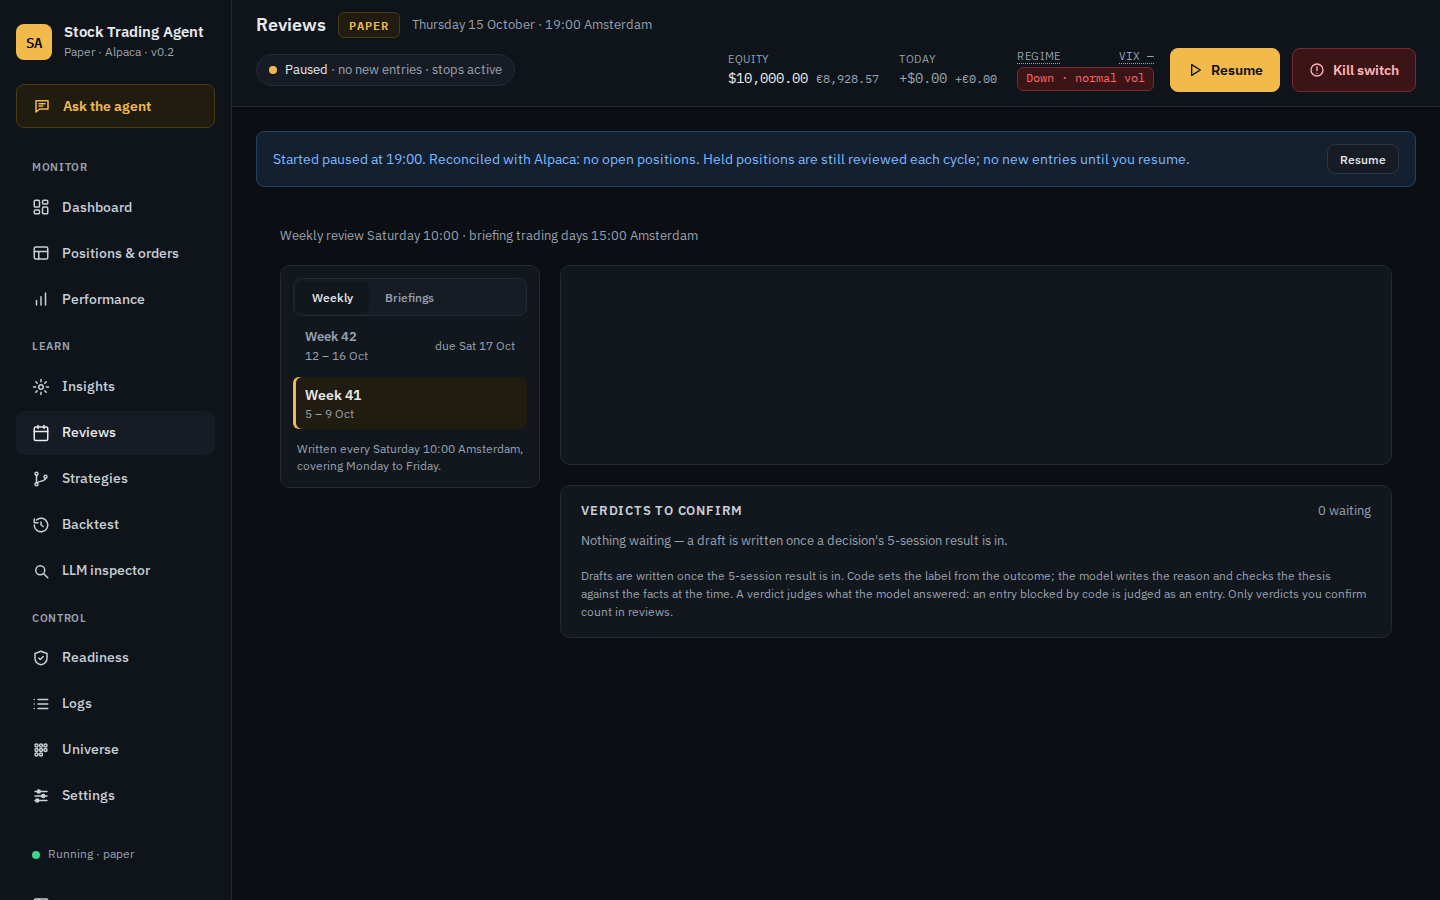 SA
Stock Trading Agent
Paper · Alpaca · v0.2
Ask the agent
MONITOR
Dashboard
Positions & orders
Performance
LEARN
Insights
Reviews
Strategies
Backtest
LLM inspector
CONTROL
Readiness
Logs
Universe
Settings
Running · paper
Reviews
PAPER
Thursday 15 October · 19:00 Amsterdam
Paused · no new entries · stops active
EQUITY
$10,000.00 €8,928.57
TODAY
+$0.00 +€0.00
REGIME VIX —
Down · normal vol
Resume
Kill switch
Started paused at 19:00. Reconciled with Alpaca: no open positions. Held positions are still reviewed each cycle; no new entries until you resume.
Resume
Weekly review Saturday 10:00 · briefing trading days 15:00 Amsterdam
Weekly
Briefings
Week 42
12 – 16 Oct
due Sat 17 Oct
Week 41
5 – 9 Oct
Written every Saturday 10:00 Amsterdam,
covering Monday to Friday.
VERDICTS TO CONFIRM
0 waiting
Nothing waiting — a draft is written once a decision's 5-session result is in.
Drafts are written once the 5-session result is in. Code sets the label from the outcome; the model writes the reason and checks the thesis
against the facts at the time. A verdict judges what the model answered: an entry blocked by code is judged as an entry. Only verdicts you confirm
count in reviews.